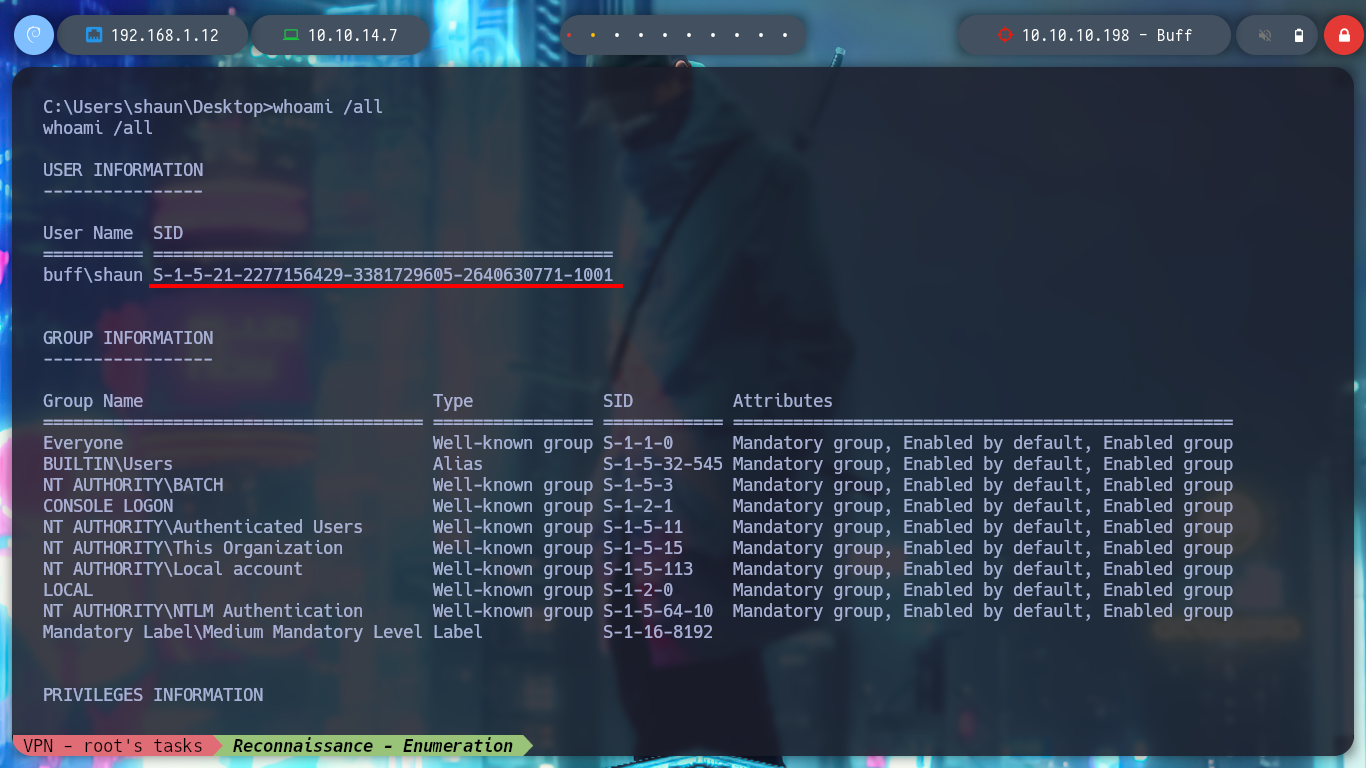 192.168.1.12 10.10.14.7 10.10.10.198 - Buff
C:\Users\shaun\Desktop>whoami /all
whoami /all
USER INFORMATION
----------------
User Name  SID
========== ==============================================
buff\shaun S-1-5-21-2277156429-3381729605-2640630771-1001
GROUP INFORMATION
-----------------
Group Name                             Type             SID          Attributes
====================================== ================ ============ ==================================================
Everyone                               Well-known group S-1-1-0      Mandatory group, Enabled by default, Enabled group
BUILTIN\Users                          Alias            S-1-5-32-545 Mandatory group, Enabled by default, Enabled group
NT AUTHORITY\BATCH                     Well-known group S-1-5-3      Mandatory group, Enabled by default, Enabled group
CONSOLE LOGON                          Well-known group S-1-2-1      Mandatory group, Enabled by default, Enabled group
NT AUTHORITY\Authenticated Users       Well-known group S-1-5-11     Mandatory group, Enabled by default, Enabled group
NT AUTHORITY\This Organization         Well-known group S-1-5-15     Mandatory group, Enabled by default, Enabled group
NT AUTHORITY\Local account             Well-known group S-1-5-113    Mandatory group, Enabled by default, Enabled group
LOCAL                                  Well-known group S-1-2-0      Mandatory group, Enabled by default, Enabled group
NT AUTHORITY\NTLM Authentication       Well-known group S-1-5-64-10  Mandatory group, Enabled by default, Enabled group
Mandatory Label\Medium Mandatory Level Label            S-1-16-8192
PRIVILEGES INFORMATION
VPN - root's tasks Reconnaissance - Enumeration